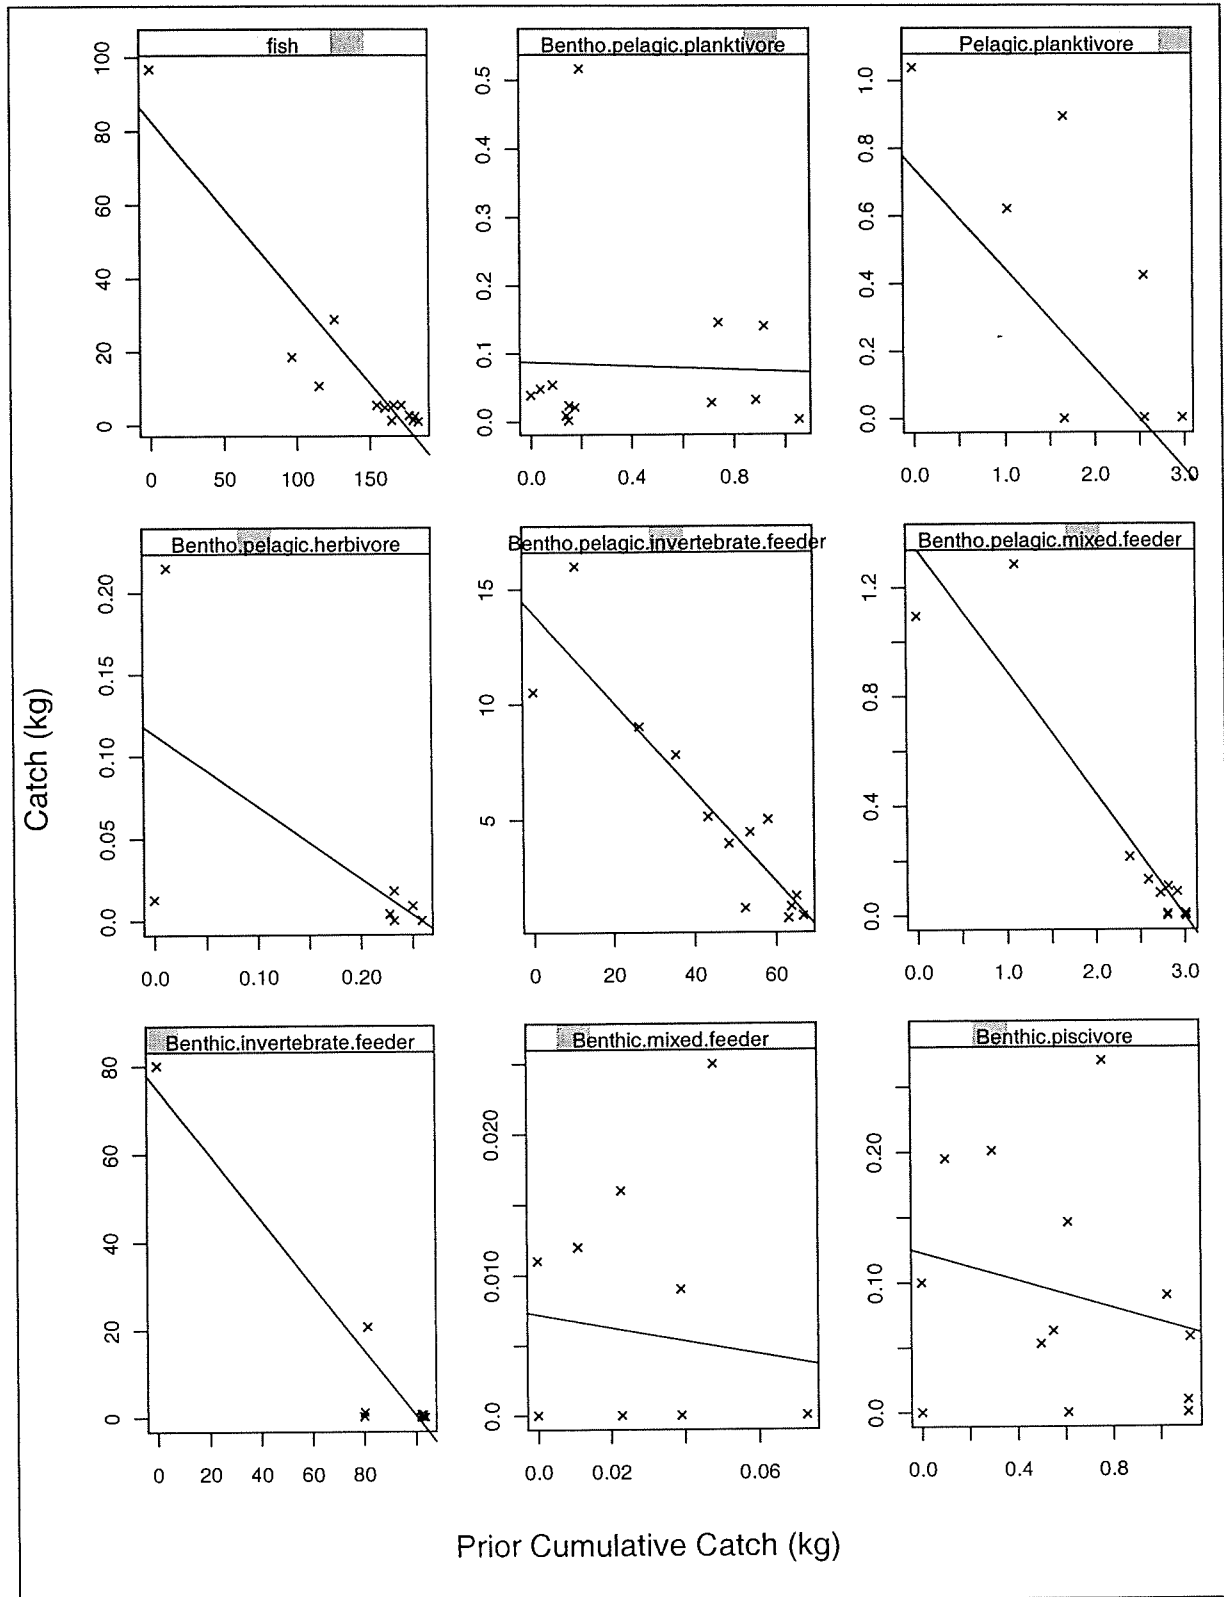 fish
Bentho.pelagic.planktivore
Pelagic.planktivore
0 20 40 60 80 100
0.0 0.1 0.2 0.3 0.4 0.5
0.0 0.2 0.4 0.6 0.8 1.0
0 50 100 150
0.0 0.4 0.8
0.0 1.0 2.0 3.0
Bentho.pelagic.herbivore
Bentho.pelagic.invertebrate.feeder
Bentho.pelagic.mixed.feeder
0.0 0.05 0.10 0.15 0.20
5 10 15
0.0 0.4 0.8 1.2
0.0 0.10 0.20
0 20 40 60
0.0 1.0 2.0 3.0
Catch (kg)
Benthic.invertebrate.feeder
Benthic.mixed.feeder
Benthic.piscivore
0 20 40 60 80
0.0 0.010 0.020
0.0 0.10 0.20
0 20 40 60 80
0.0 0.02 0.06
0.0 0.4 0.8
Prior Cumulative Catch (kg)